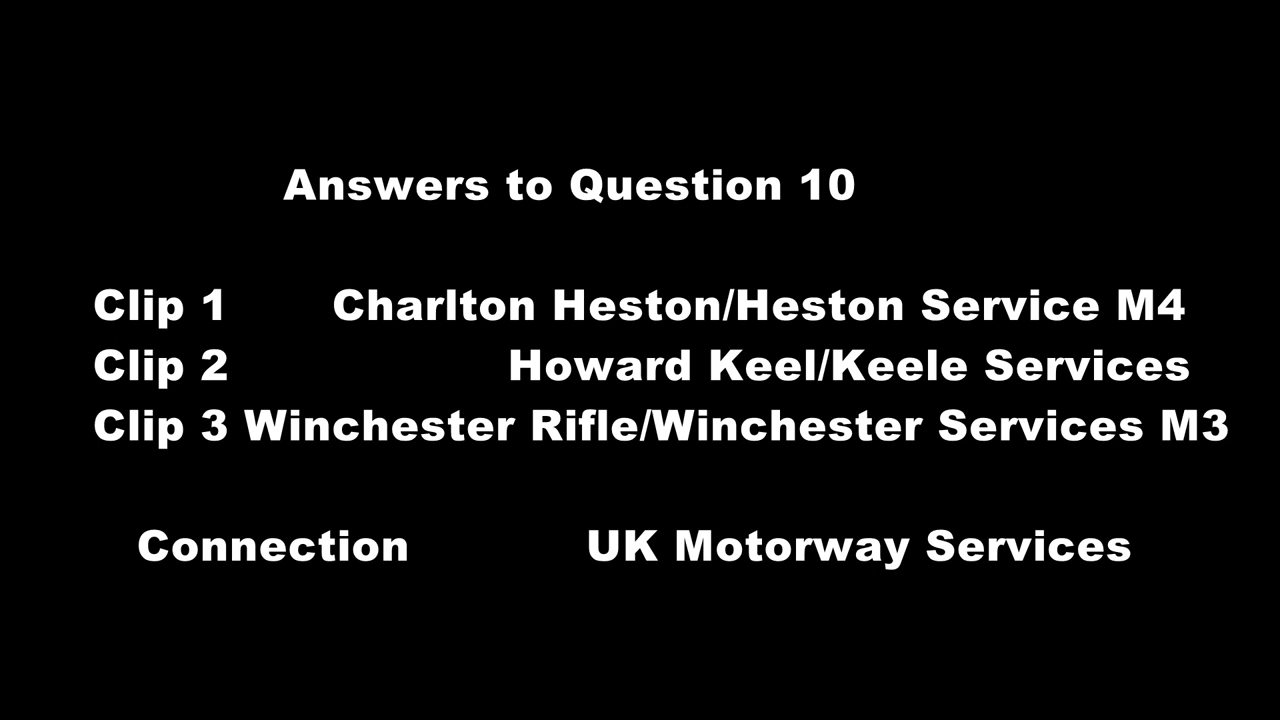 Answers to Question 10
Clip 1 Charlton Heston/Heston Service M4
Clip 2 Howard Keel/Keele Services
Clip 3 Winchester Rifle/Winchester Services M3
Connection UK Motorway Services